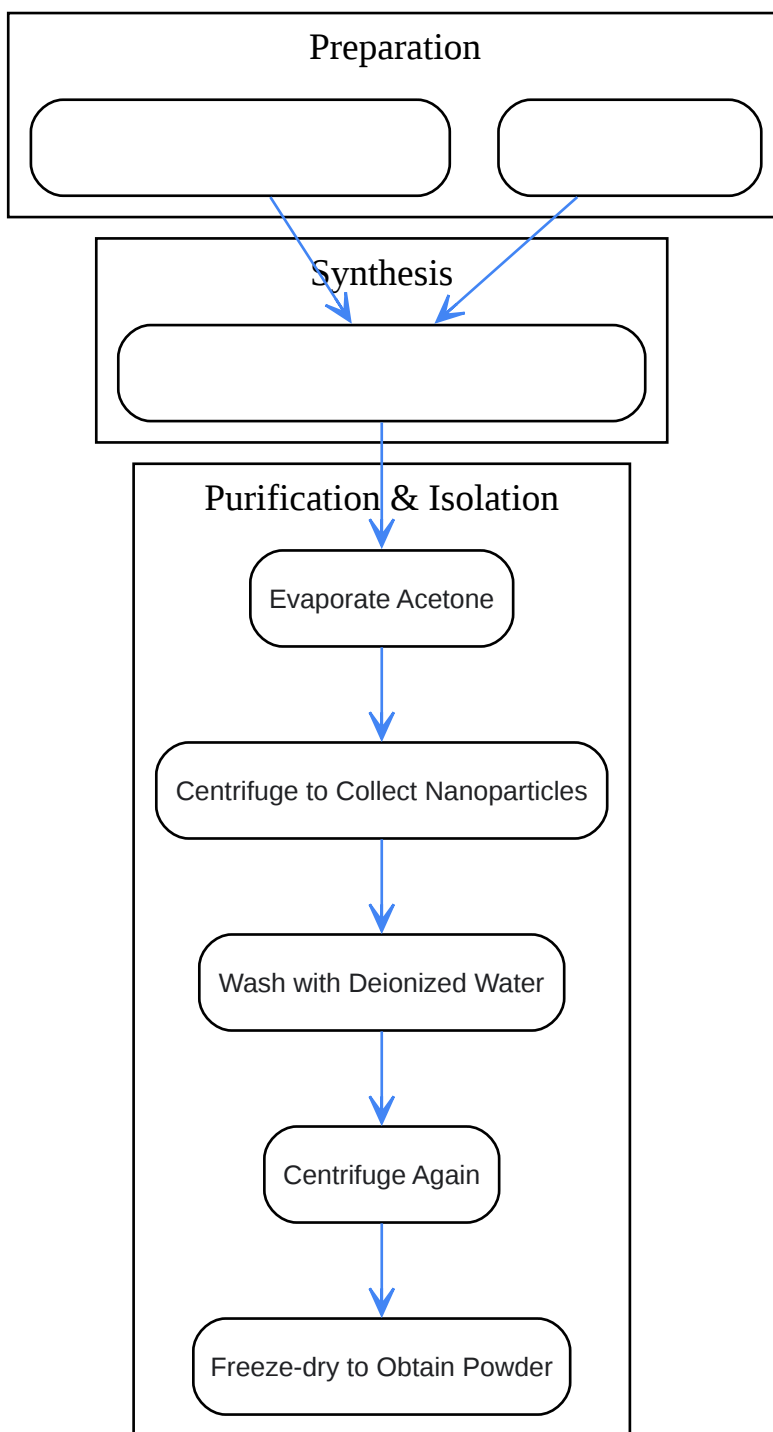 Preparation
Synthesis
Purification & Isolation
Evaporate Acetone
Centrifuge to Collect Nanoparticles
Wash with Deionized Water
Centrifuge Again
Freeze-dry to Obtain Powder